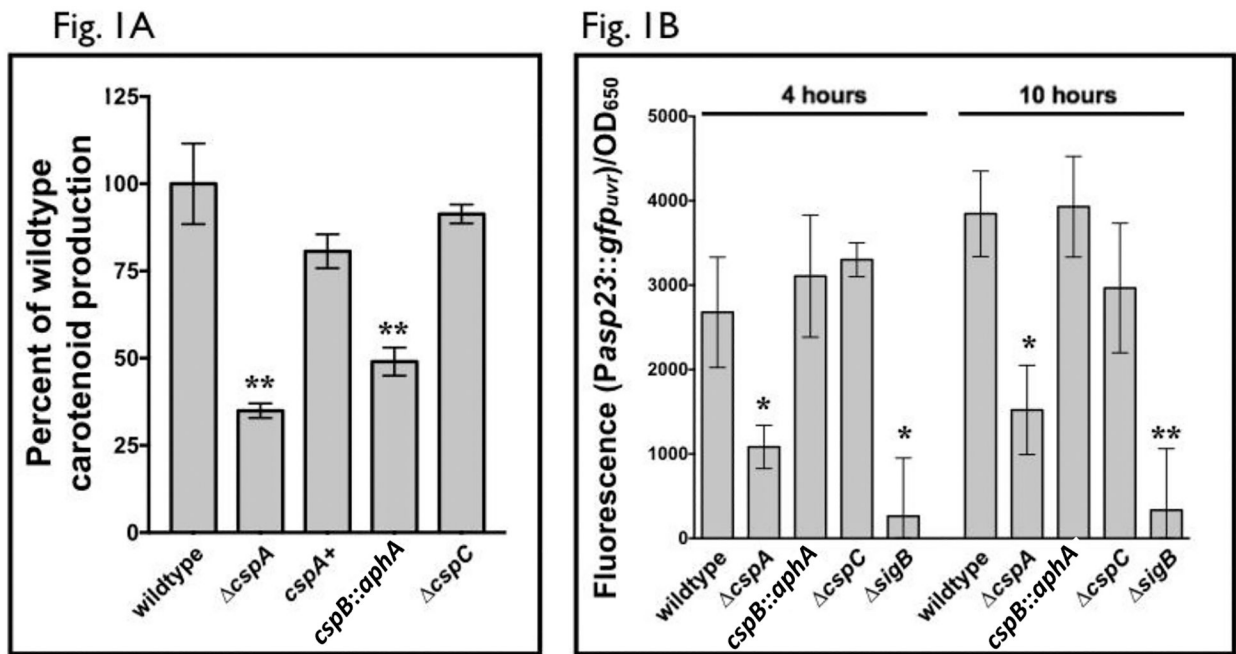 Fig. 1A
Percent of wildtype
carotenoid production
125
100
75
50
25
0
**
**
wildtype
ΔcspA
cspA+
cspB::aphA
ΔcspC
Fig. 1B
Fluorescence (Pasp23::gfpuvr)/OD650
4 hours
10 hours
5000
4000
3000
2000
1000
0
*
*
*
**
wildtype
ΔcspA
cspB::aphA
ΔcspC
ΔsigB
wildtype
ΔcspA
cspB::aphA
ΔcspC
ΔsigB